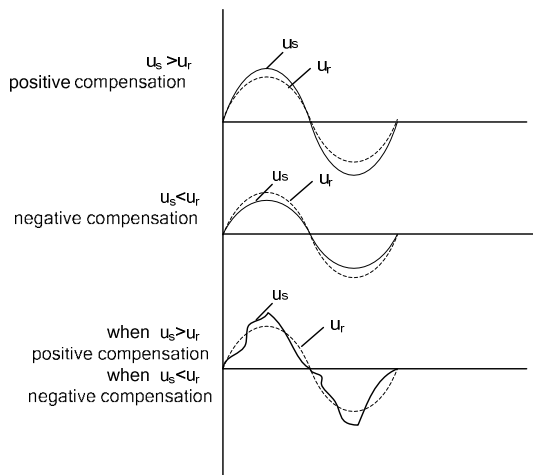 us
us >ur
ur
positive compensation
us
ur
us<ur
negative compensation
us
when us>ur
ur
positive compensation
when us<ur
negative compensation